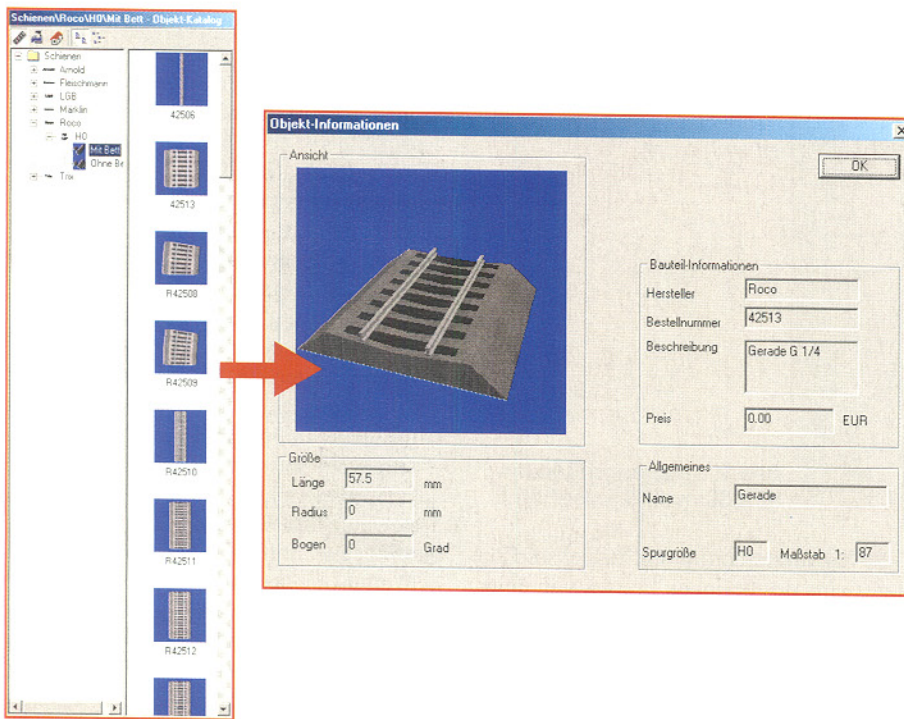 Schienen\Roco\H0\Mit Bett - Objekt-Katalog
Schienen
Arnold
Fleischmann
LGB
Marklin
Roco
H0
Mit Bett
Ohne Be
Trix
42506
42513
R42508
R42509
R42510
R42511
R42512
Objekt-Informationen
Ansicht
OK
Größe
Länge 57.5 mm
Radius 0 mm
Bogen 0 Grad
Bauteil-Informationen
Hersteller Roco
Bestellnummer 42513
Beschreibung Gerade G 1/4
Preis 0.00 EUR
Allgemeines
Name Gerade
Spurgröße H0 Maßstab 1: 87